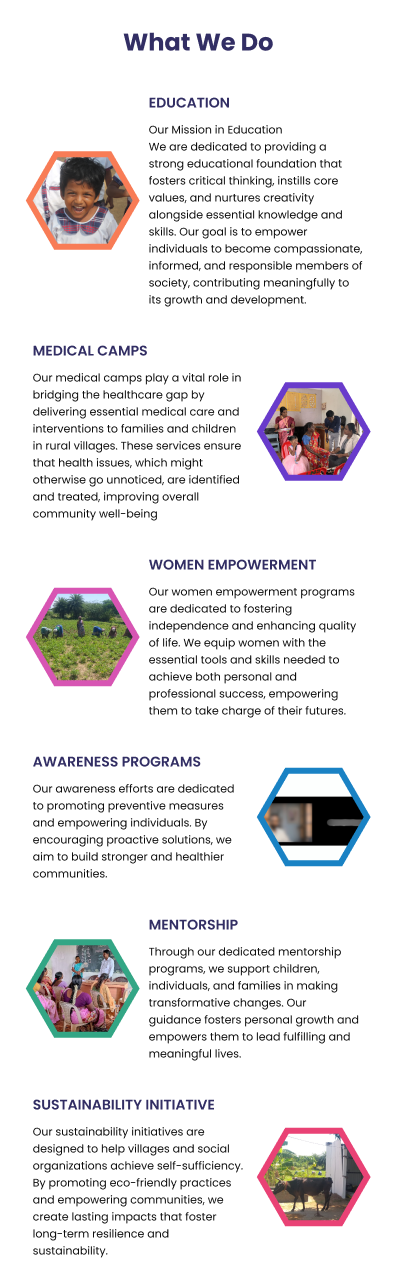 What We Do
EDUCATION
Our Mission in Education
We are dedicated to providing a
strong educational foundation that
fosters critical thinking, instills core
values, and nurtures creativity
alongside essential knowledge and
skills. Our goal is to empower
individuals to become compassionate,
informed, and responsible members of
society, contributing meaningfully to
its growth and development.
MEDICAL CAMPS
Our medical camps play a vital role in
bridging the healthcare gap by
delivering essential medical care and
interventions to families and children
in rural villages. These services ensure
that health issues, which might
otherwise go unnoticed, are identified
and treated, improving overall
community well-being
WOMEN EMPOWERMENT
Our women empowerment programs
are dedicated to fostering
independence and enhancing quality
of life. We equip women with the
essential tools and skills needed to
achieve both personal and
professional success, empowering
them to take charge of their futures.
AWARENESS PROGRAMS
Our awareness efforts are dedicated
to promoting preventive measures
and empowering individuals. By
encouraging proactive solutions, we
aim to build stronger and healthier
communities.
MENTORSHIP
Through our dedicated mentorship
programs, we support children,
individuals, and families in making
transformative changes. Our
guidance fosters personal growth and
empowers them to lead fulfilling and
meaningful lives.
SUSTAINABILITY INITIATIVE
Our sustainability initiatives are
designed to help villages and social
organizations achieve self-sufficiency.
By promoting eco-friendly practices
and empowering communities, we
create lasting impacts that foster
long-term resilience and
sustainability.